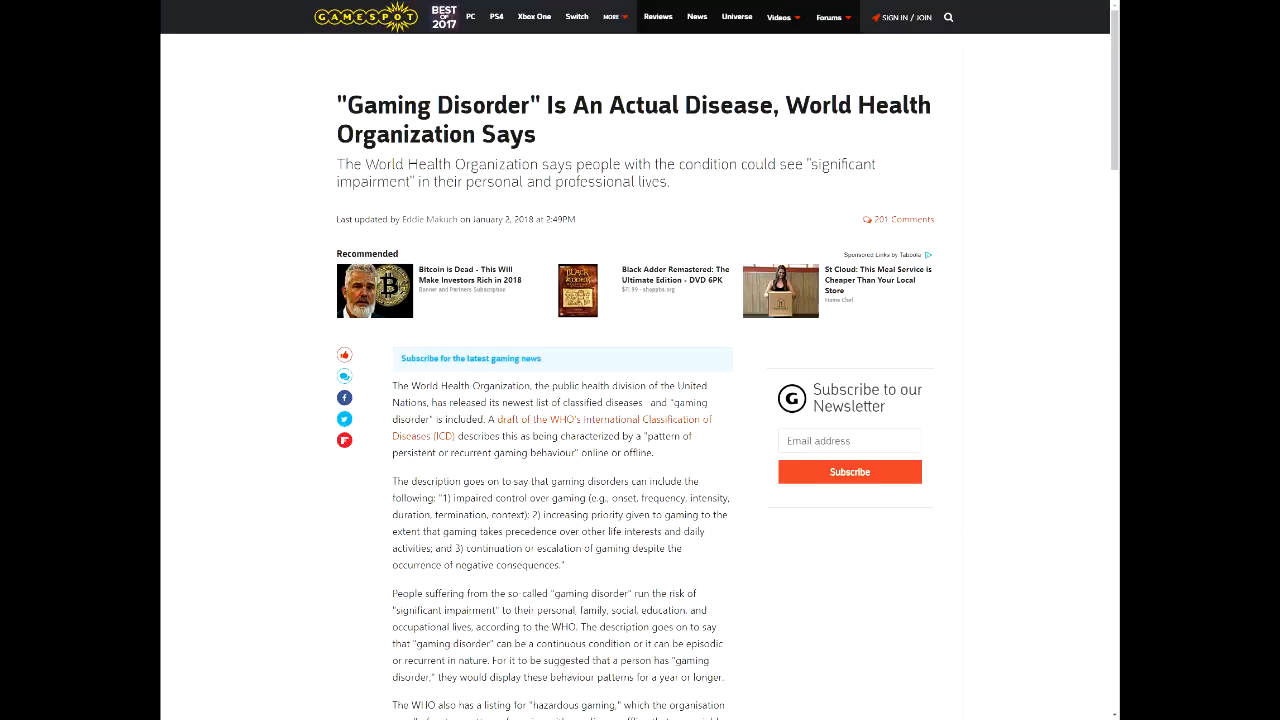 GAMESPOT
BEST OF 2017
PC PS4 Xbox One Switch MORE Reviews News Universe Videos Forums SIGN IN / JOIN
"Gaming Disorder" Is An Actual Disease, World Health
Organization Says
The World Health Organization says people with the condition could see "significant
impairment" in their personal and professional lives.
Last updated by Eddie Makuch on January 2, 2018 at 2:49PM
201 Comments
Recommended
Sponsored Links by Taboola
Bitcoin is Dead - This Will
Make Investors Rich in 2018
Banner and Partners Subscription
BLACK ADDER
Black Adder Remastered: The
Ultimate Edition - DVD 6PK
$71.99 - shoppbs.org
St Cloud: This Meal Service is
Cheaper Than Your Local
Store
Home Chef
Subscribe for the latest gaming news
The World Health Organization, the public health division of the United
Nations, has released its newest list of classified diseases -and "gaming
disorder" is included. A draft of the WHO's International Classification of
Diseases (ICD) describes this as being characterized by a "pattern of
persistent or recurrent gaming behaviour" online or offline.
The description goes on to say that gaming disorders can include the
following: "1) impaired control over gaming (e.g., onset, frequency, intensity,
duration, termination, context); 2) increasing priority given to gaming to the
extent that gaming takes precedence over other life interests and daily
activities; and 3) continuation or escalation of gaming despite the
occurrence of negative consequences."
People suffering from the so-called "gaming disorder" run the risk of
"significant impairment" to their personal, family, social, education, and
occupational lives, according to the WHO. The description goes on to say
that "gaming disorder" can be a continuous condition or it can be episodic
or recurrent in nature. For it to be suggested that a person has "gaming
disorder," they would display these behaviour patterns for a year or longer.
The WHO also has a listing for "hazardous gaming," which the organisation
G
Subscribe to our
Newsletter
Email address
Subscribe